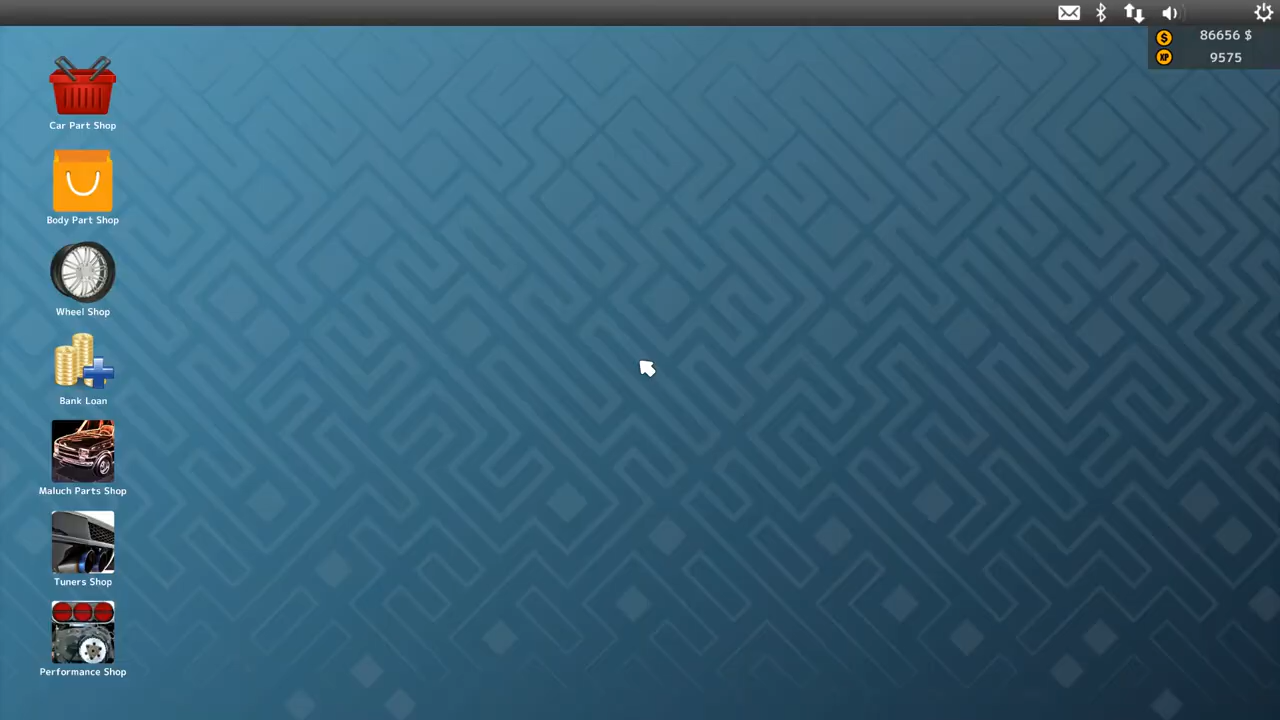 86656 $
XP 9575
Car Part Shop
Body Part Shop
Wheel Shop
Bank Loan
Maluch Parts Shop
Tuners Shop
Performance Shop